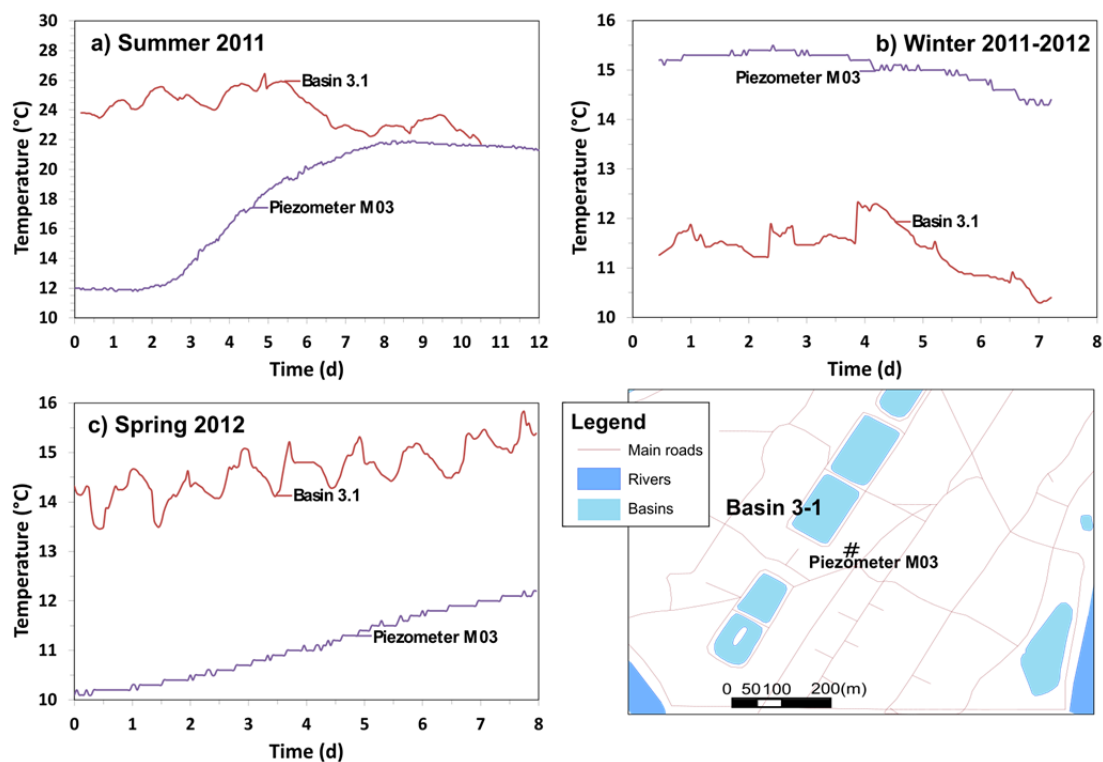 a) Summer 2011
Temperature (°C)
30
28
26
24
22
20
18
16
14
12
10
Basin 3.1
Piezometer M03
0 1 2 3 4 5 6 7 8 9 10 11 12
Time (d)
b) Winter 2011-2012
Temperature (°C)
16
15
14
13
12
11
10
Piezometer M03
Basin 3.1
0 1 2 3 4 5 6 7 8
Time (d)
c) Spring 2012
Temperature (°C)
16
15
14
13
12
11
10
Basin 3.1
Piezometer M03
0 1 2 3 4 5 6 7 8
Time (d)
Legend
Main roads
Rivers
Basins
Basin 3-1
#
Piezometer M03
0 50 100 200(m)